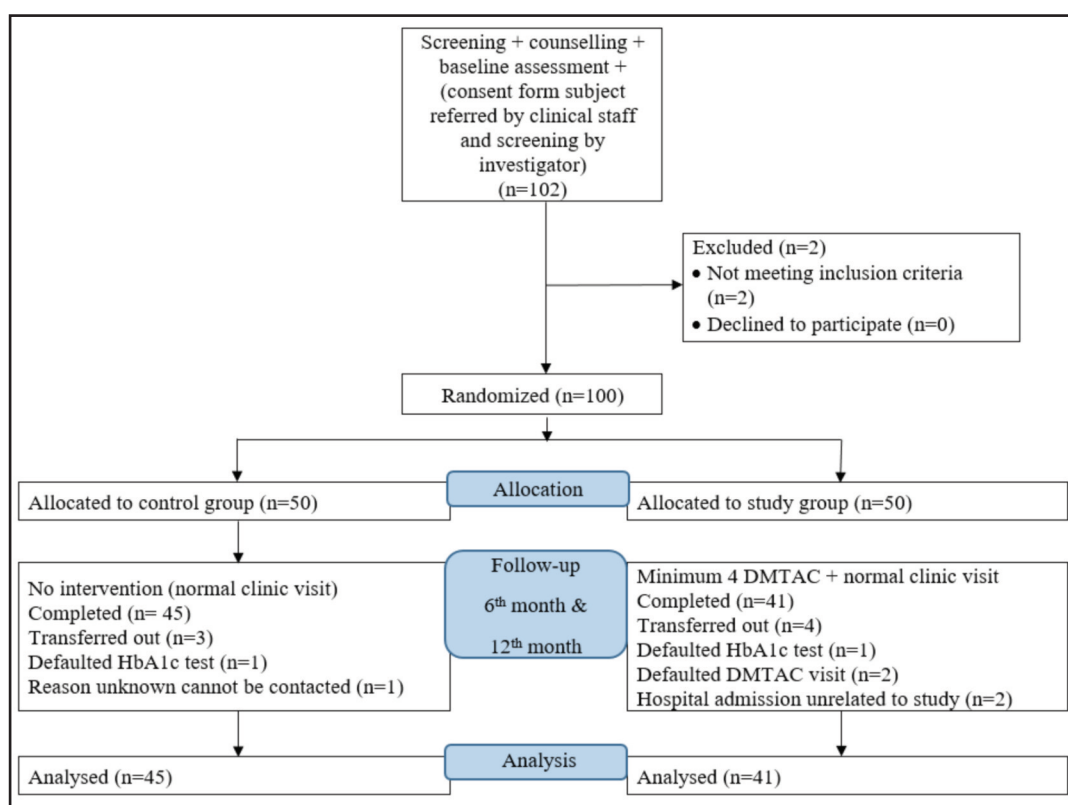 Screening + counselling +
baseline assessment +
(consent form subject
referred by clinical staff
and screening by
investigator)
(n=102)
Excluded (n=2)
• Not meeting inclusion criteria
(n=2)
• Declined to participate (n=0)
Randomized (n=100)
Allocated to control group (n=50)
Allocation
Allocated to study group (n=50)
No intervention (normal clinic visit)
Completed (n= 45)
Transferred out (n=3)
Defaulted HbA1c test (n=1)
Reason unknown cannot be contacted (n=1)
Follow-up
6th month &
12th month
Minimum 4 DMTAC + normal clinic visit
Completed (n=41)
Transferred out (n=4)
Defaulted HbA1c test (n=1)
Defaulted DMTAC visit (n=2)
Hospital admission unrelated to study (n=2)
Analysed (n=45)
Analysis
Analysed (n=41)